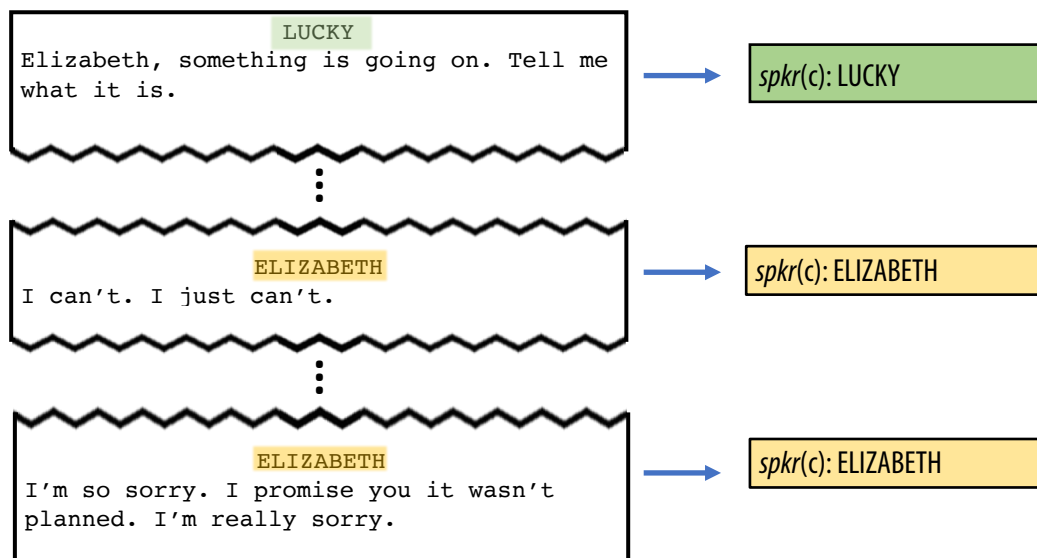 LUCKY
Elizabeth, something is going on. Tell me
what it is.
spkr(c): LUCKY
ELIZABETH
I can't. I just can't.
spkr(c): ELIZABETH
ELIZABETH
I'm so sorry. I promise you it wasn't
planned. I'm really sorry.
spkr(c): ELIZABETH